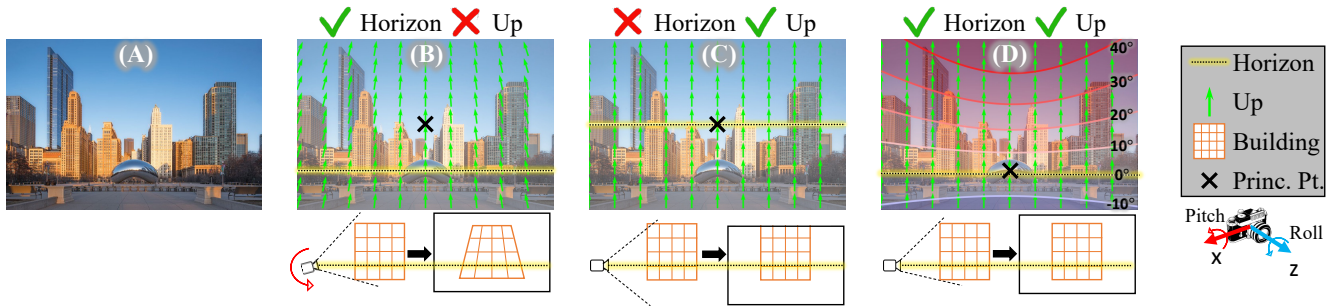 Horizon Up
Horizon Up
Horizon Up
(A)
(B)
(C)
(D)
40°
30°
20°
10°
0°
-10°
Horizon
Up
Building
Princ. Pt.
Pitch
Roll
X
Z